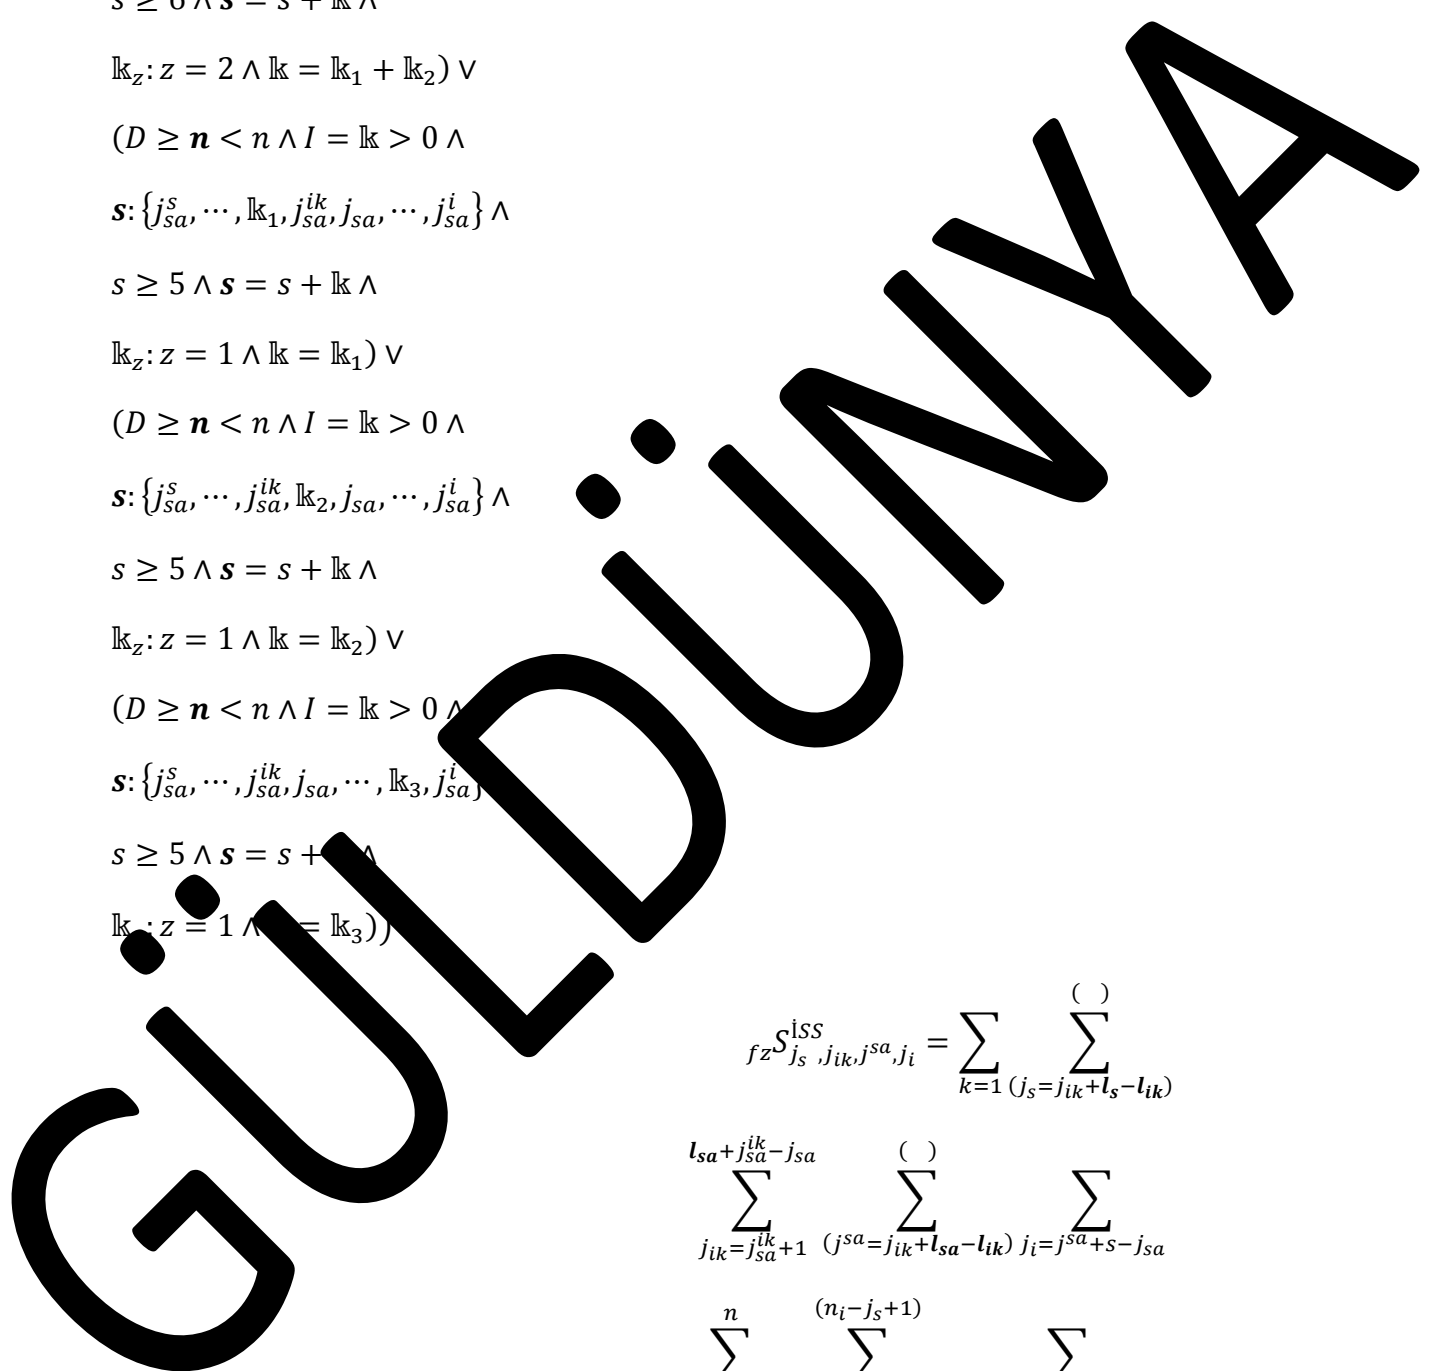 s ≥ 6 ∧ 𝒔 = s + 𝕜 ∧
𝕜_z: z = 2 ∧ 𝕜 = 𝕜_1 + 𝕜_2) ∨
(D ≥ 𝒏 < n ∧ I = 𝕜 > 0 ∧
𝒔: {j_{sa}^{s}, ⋯, 𝕜_1, j_{sa}^{ik}, j_{sa}, ⋯, j_{sa}^{i}} ∧
s ≥ 5 ∧ 𝒔 = s + 𝕜 ∧
𝕜_z: z = 1 ∧ 𝕜 = 𝕜_1) ∨
(D ≥ 𝒏 < n ∧ I = 𝕜 > 0 ∧
𝒔: {j_{sa}^{s}, ⋯, j_{sa}^{ik}, 𝕜_2, j_{sa}, ⋯, j_{sa}^{i}} ∧
s ≥ 5 ∧ 𝒔 = s + 𝕜 ∧
𝕜_z: z = 1 ∧ 𝕜 = 𝕜_2) ∨
(D ≥ 𝒏 < n ∧ I = 𝕜 > 0 ∧
𝒔: {j_{sa}^{s}, ⋯, j_{sa}^{ik}, j_{sa}, ⋯, 𝕜_3, j_{sa}^{i}}
s ≥ 5 ∧ 𝒔 = s + ∧
𝕜 : z = 1 ∧ = 𝕜_3))
GÜLDÜNYA
_{fz}S_{j_s, j_{ik}, j^{sa}, j_i}^{İSS} = ∑_{k=1} ∑_{(j_s=j_{ik}+𝒍_𝒔−𝒍_{𝒊𝒌})}^{( )}
∑_{j_{ik}=j_{sa}^{ik}+1}^{𝒍_{𝒔𝒂}+j_{sa}^{ik}−j_{sa}} ∑_{(j^{sa}=j_{ik}+𝒍_{𝒔𝒂}−𝒍_{𝒊𝒌})}^{( )} ∑_{j_i=j^{sa}+s−j_{sa}}
∑^{n} ∑^{(n_i−j_s+1)} ∑